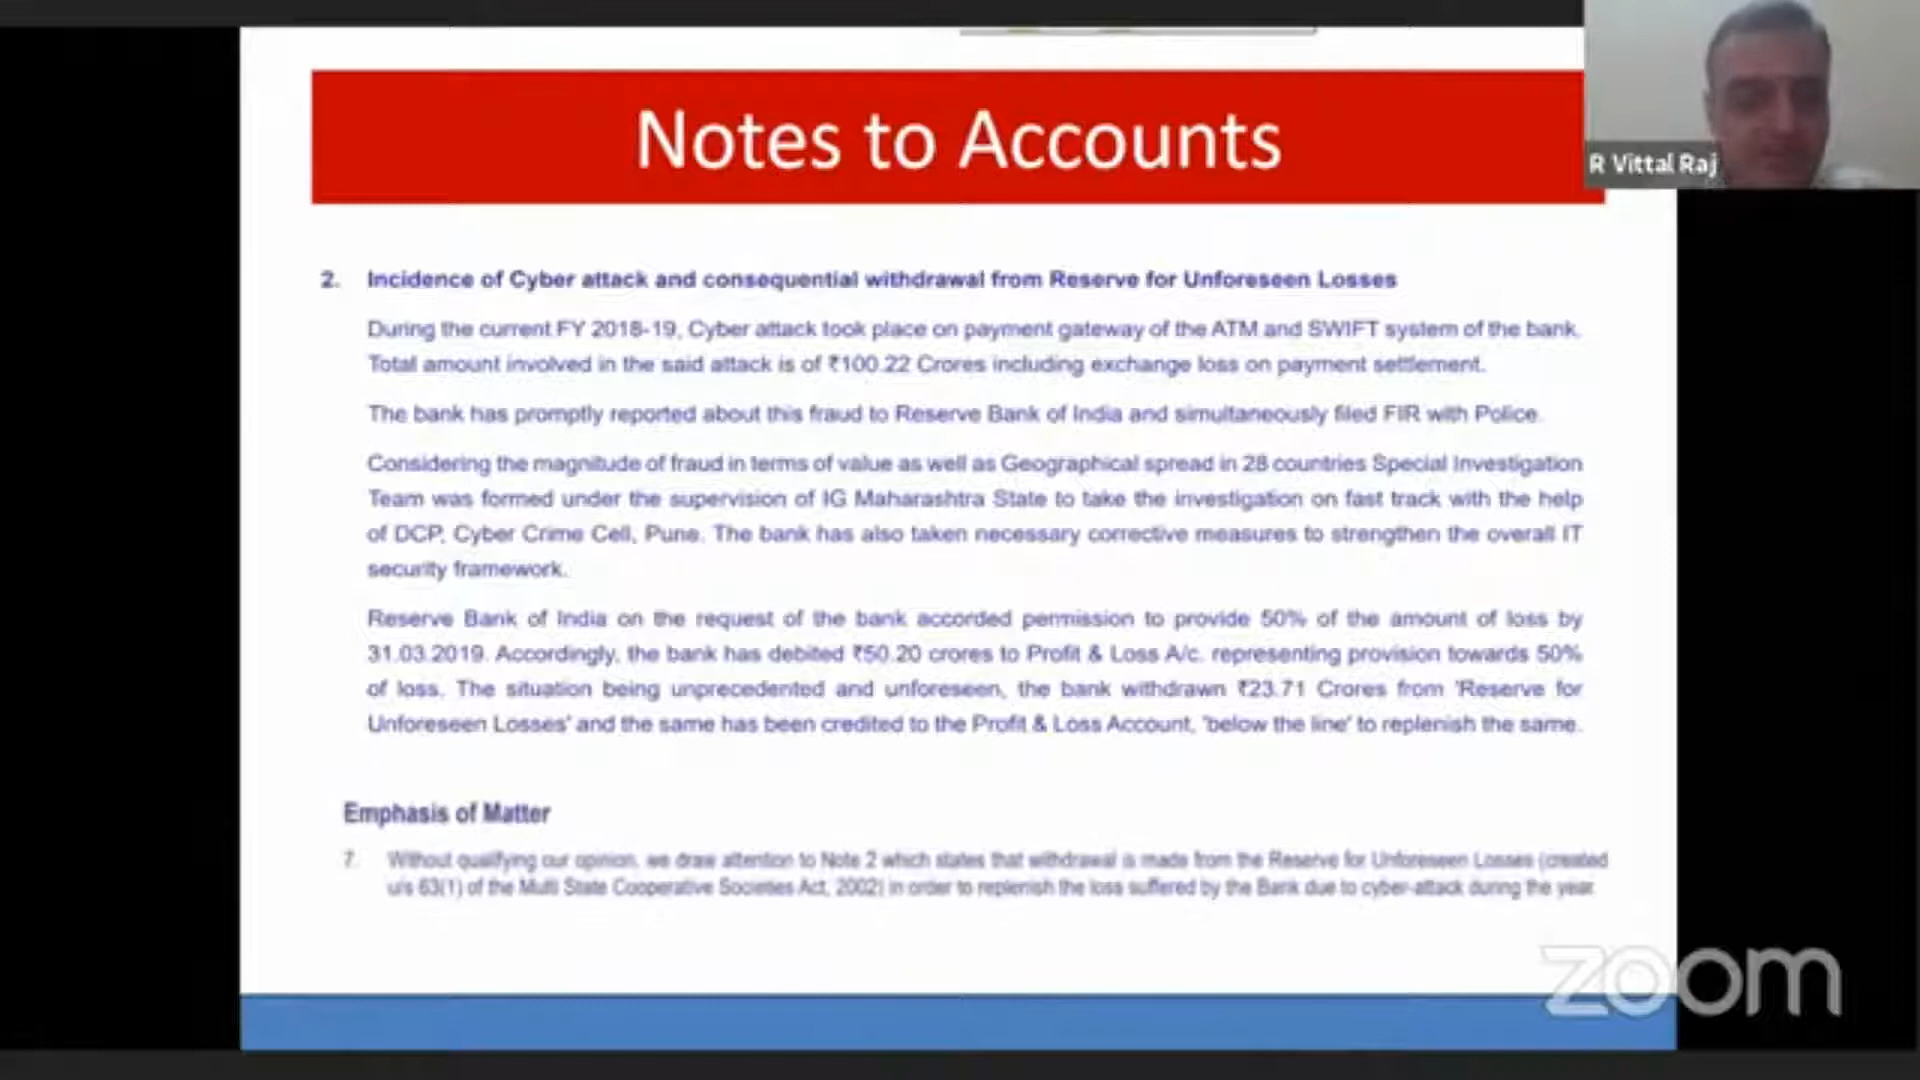 Notes to Accounts
R Vittal Raj
2. Incidence of Cyber attack and consequential withdrawal from Reserve for Unforeseen Losses
During the current FY 2018-19, Cyber attack took place on payment gateway of the ATM and SWIFT system of the bank.
Total amount involved in the said attack is of ₹100.22 Crores including exchange loss on payment settlement.
The bank has promptly reported about this fraud to Reserve Bank of India and simultaneously filed FIR with Police.
Considering the magnitude of fraud in terms of value as well as Geographical spread in 28 countries Special Investigation
Team was formed under the supervision of IG Maharashtra State to take the investigation on fast track with the help
of DCP, Cyber Crime Cell, Pune. The bank has also taken necessary corrective measures to strengthen the overall IT
security framework.
Reserve Bank of India on the request of the bank accorded permission to provide 50% of the amount of loss by
31.03.2019. Accordingly, the bank has debited ₹50.20 crores to Profit & Loss A/c. representing provision towards 50%
of loss. The situation being unprecedented and unforeseen, the bank withdrawn ₹23.71 Crores from 'Reserve for
Unforeseen Losses' and the same has been credited to the Profit & Loss Account, 'below the line' to replenish the same.
Emphasis of Matter
7. Without qualifying our opinion, we draw attention to Note 2 which states that withdrawal is made from the Reserve for Unforeseen Losses (created
u/s 63(1) of the Multi State Cooperative Societies Act, 2002) in order to replenish the loss suffered by the Bank due to cyber-attack during the year.
zoom